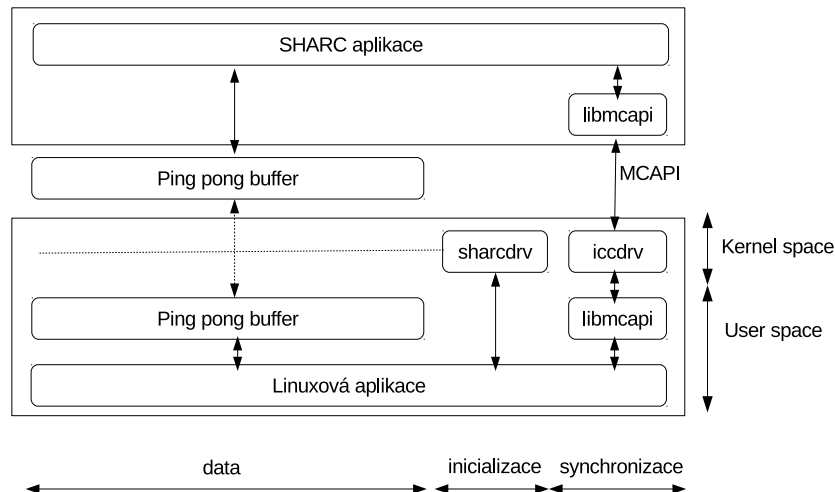 SHARC aplikace
libmcapi
Ping pong buffer
MCAPI
sharcdrv
iccdrv
Kernel space
Ping pong buffer
libmcapi
User space
Linuxová aplikace
data
inicializace
synchronizace